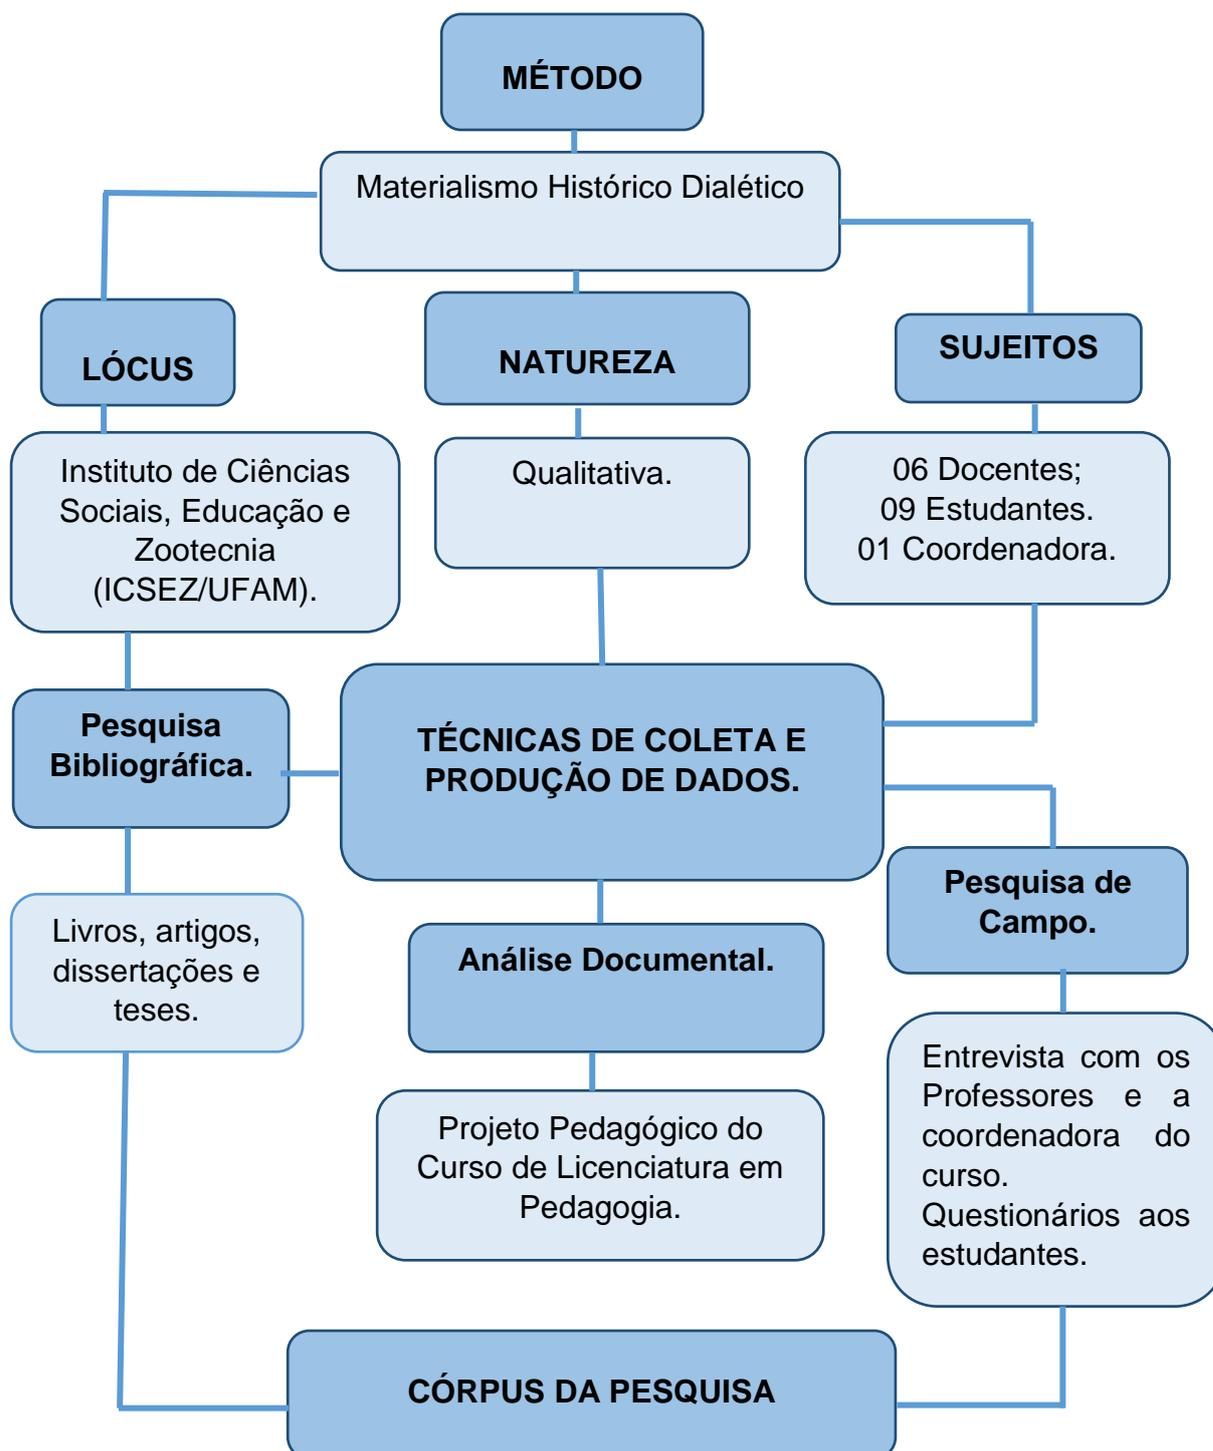 MÉTODO
Materialismo Histórico Dialético
LÓCUS
NATUREZA
SUJEITOS
Instituto de Ciências
Sociais, Educação e
Zootecnia
(ICSEZ/UFAM).
Qualitativa.
06 Docentes;
09 Estudantes.
01 Coordenadora.
Pesquisa
Bibliográfica.
TÉCNICAS DE COLETA E
PRODUÇÃO DE DADOS.
Pesquisa de
Campo.
Livros, artigos,
dissertações e
teses.
Análise Documental.
Projeto Pedagógico do
Curso de Licenciatura em
Pedagogia.
Entrevista com os
Professores e a
coordenadora do
curso.
Questionários aos
estudantes.
CÓRPUS DA PESQUISA